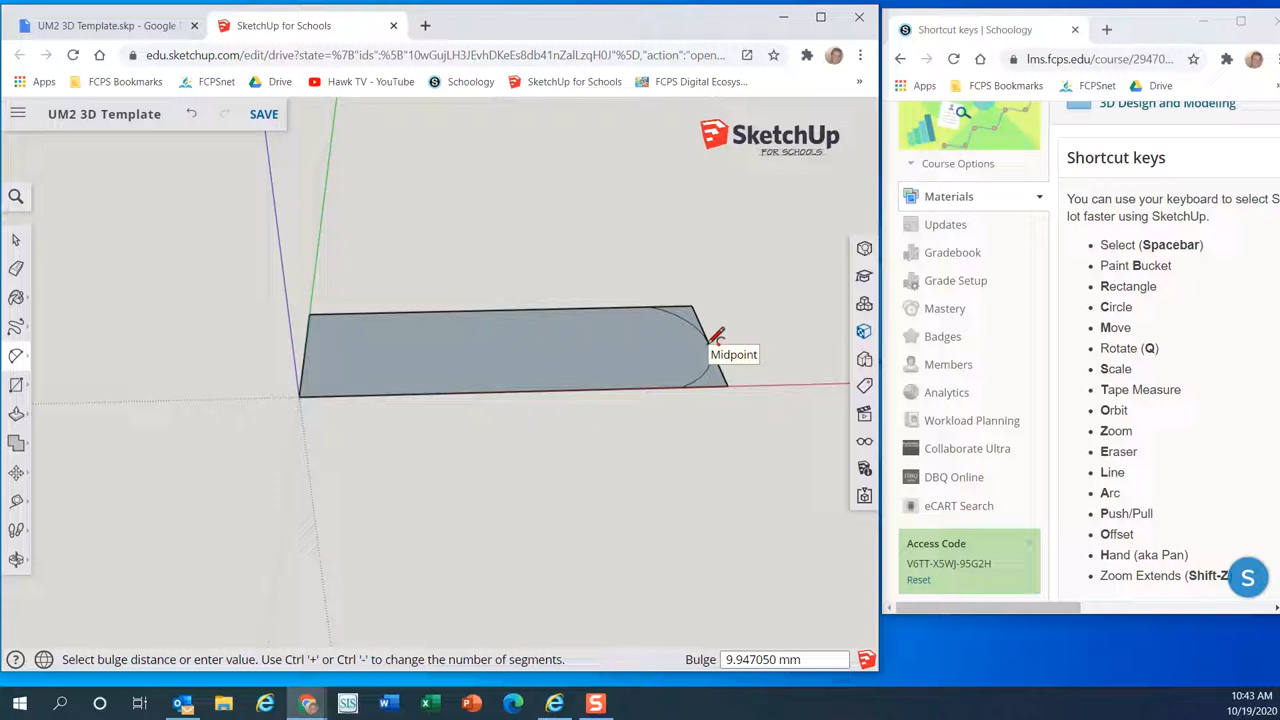 UM2 3D Template.skp - Google
SketchUp for Schools
edu.sketchup.com/edit/drive?state=%7B"ids"%3A%5B"10wGujLH3JEvhDKeEs8db41nZalLzqH0J"%5D,"action":"open...
Apps
FCPS Bookmarks
FCPSnet
Drive
Hawk TV - YouTube
Schoology
SketchUp for Schools
FCPS Digital Ecosy...
UM2 3D Template
SAVE
SketchUp
FOR SCHOOLS
Midpoint
Select bulge distance or enter value. Use Ctrl '+' or Ctrl '-' to change the number of segments.
Bulge
9.947050 mm
Shortcut keys | Schoology
lms.fcps.edu/course/29470...
Apps
FCPS Bookmarks
FCPSnet
Drive
3D Design and Modeling
Course Options
Materials
Updates
Gradebook
Grade Setup
Mastery
Badges
Members
Analytics
Workload Planning
Collaborate Ultra
DBQ Online
eCART Search
Access Code
V6TT-X5WJ-95G2H
Reset
Shortcut keys
You can use your keyboard to select S
lot faster using SketchUp.
Select (Spacebar)
Paint Bucket
Rectangle
Circle
Move
Rotate (Q)
Scale
Tape Measure
Orbit
Zoom
Eraser
Line
Arc
Push/Pull
Offset
Hand (aka Pan)
Zoom Extends (Shift-Z
S
SIS
10:43 AM
10/19/2020